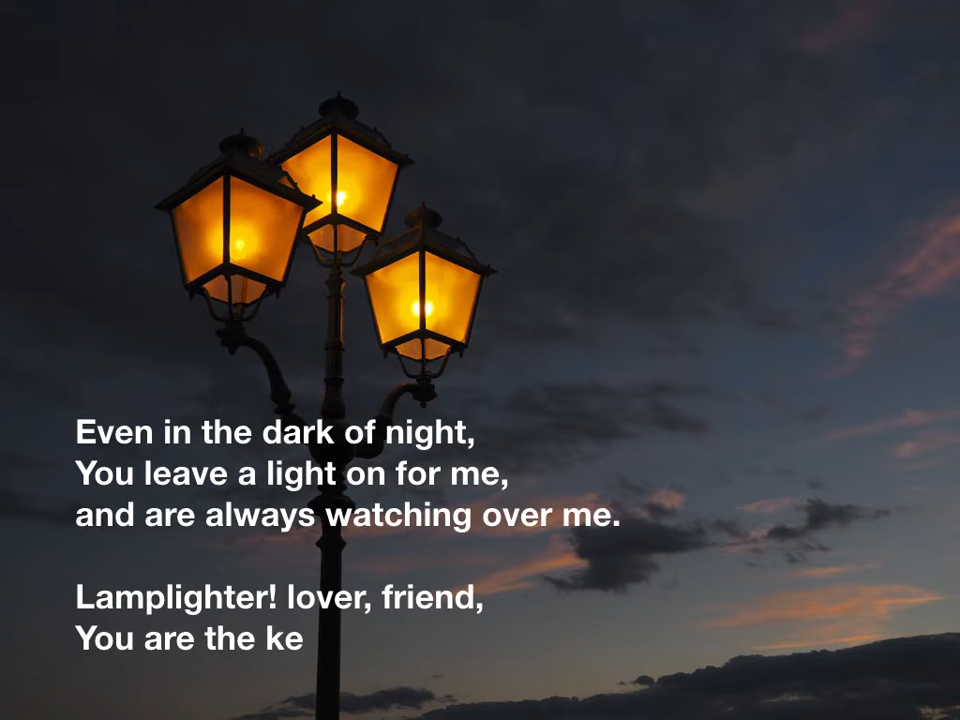 Even in the dark of night,
You leave a light on for me,
and are always watching over me.
Lamplighter! lover, friend,
You are the ke